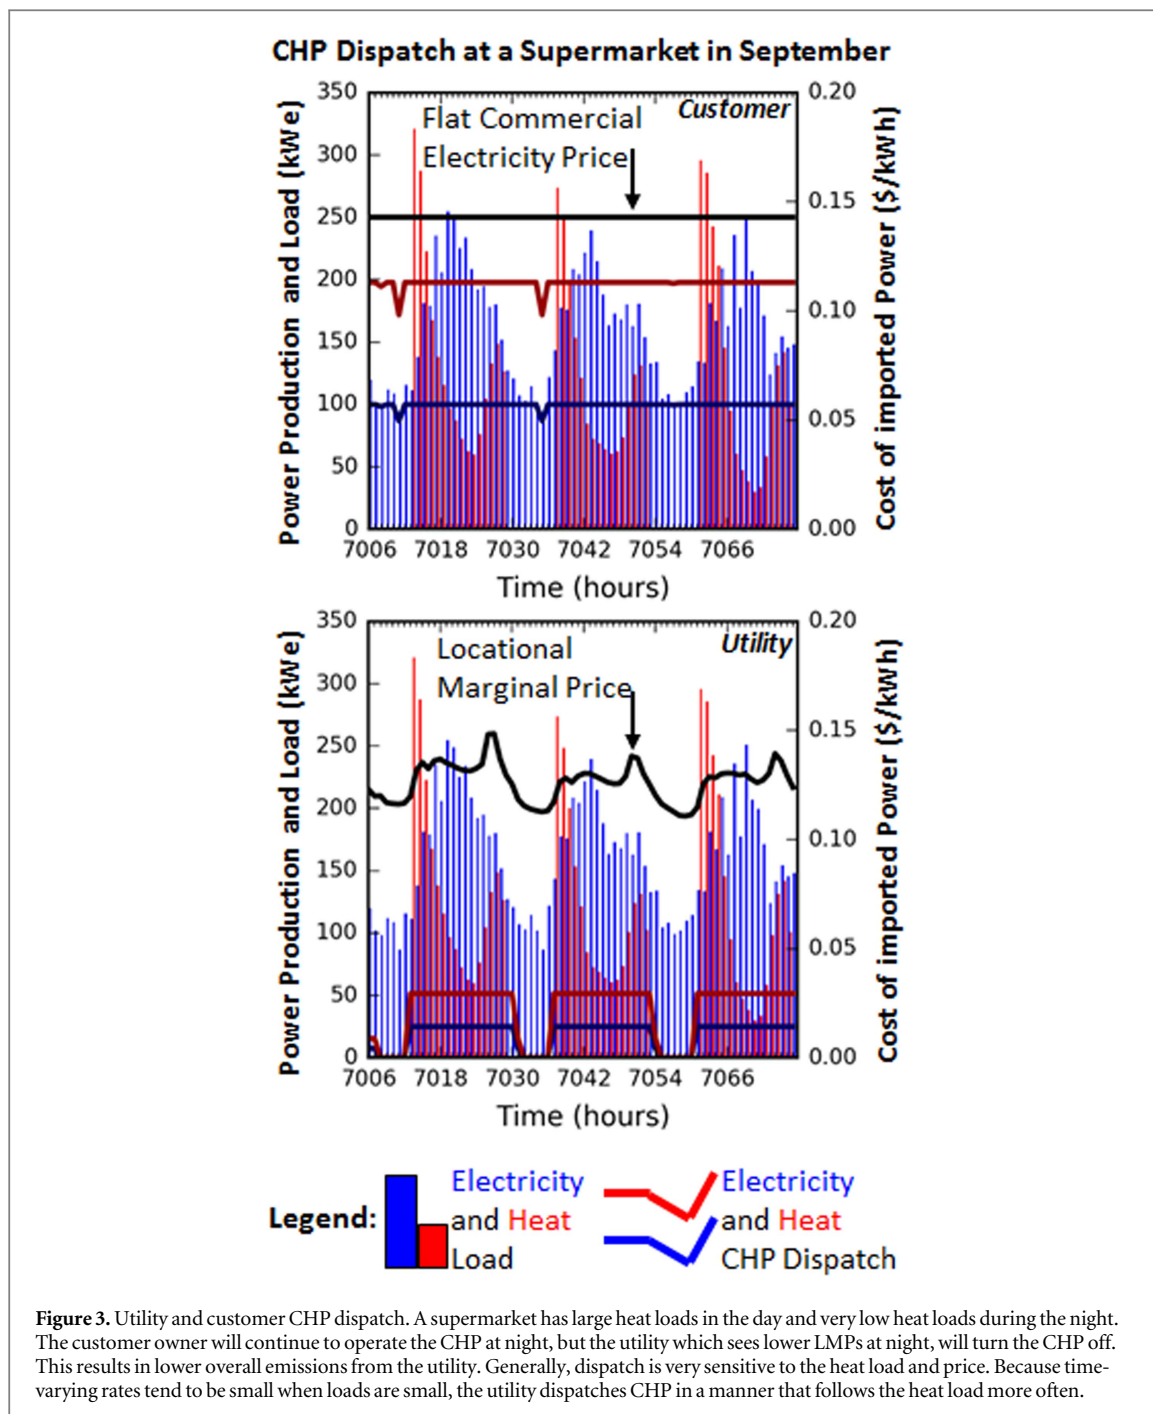 CHP Dispatch at a Supermarket in September
Power Production and Load (kWe)
350
300
250
200
150
100
50
0
Flat Commercial
Electricity Price
Customer
0.20
0.15
0.10
0.05
0.00
Cost of imported Power ($/kWh)
7006 7018 7030 7042 7054 7066
Time (hours)
Power Production and Load (kWe)
350
300
250
200
150
100
50
0
Locational
Marginal Price
Utility
0.20
0.15
0.10
0.05
0.00
Cost of imported Power ($/kWh)
7006 7018 7030 7042 7054 7066
Time (hours)
Legend:
Electricity
and Heat
Load
Electricity
and Heat
CHP Dispatch
Figure 3. Utility and customer CHP dispatch. A supermarket has large heat loads in the day and very low heat loads during the night.
The customer owner will continue to operate the CHP at night, but the utility which sees lower LMPs at night, will turn the CHP off.
This results in lower overall emissions from the utility. Generally, dispatch is very sensitive to the heat load and price. Because time-
varying rates tend to be small when loads are small, the utility dispatches CHP in a manner that follows the heat load more often.